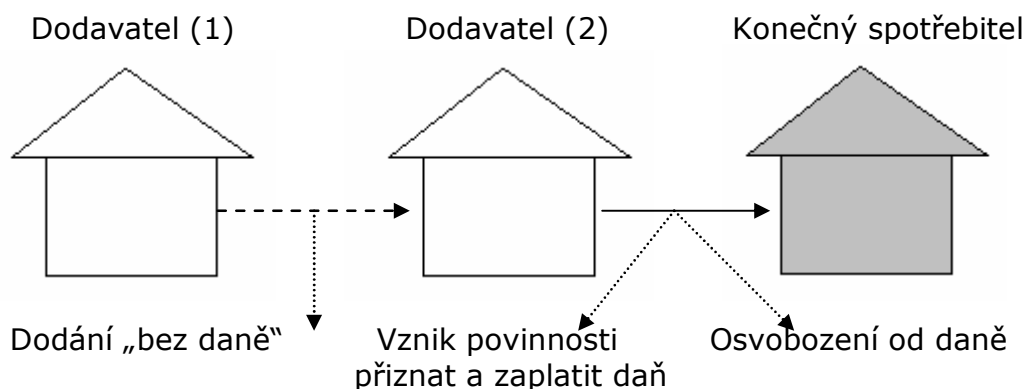 Dodavatel (1)
Dodavatel (2)
Konečný spotřebitel
Dodání „bez daně“
Vznik povinnosti
přiznat a zaplatit daň
Osvobození od daně